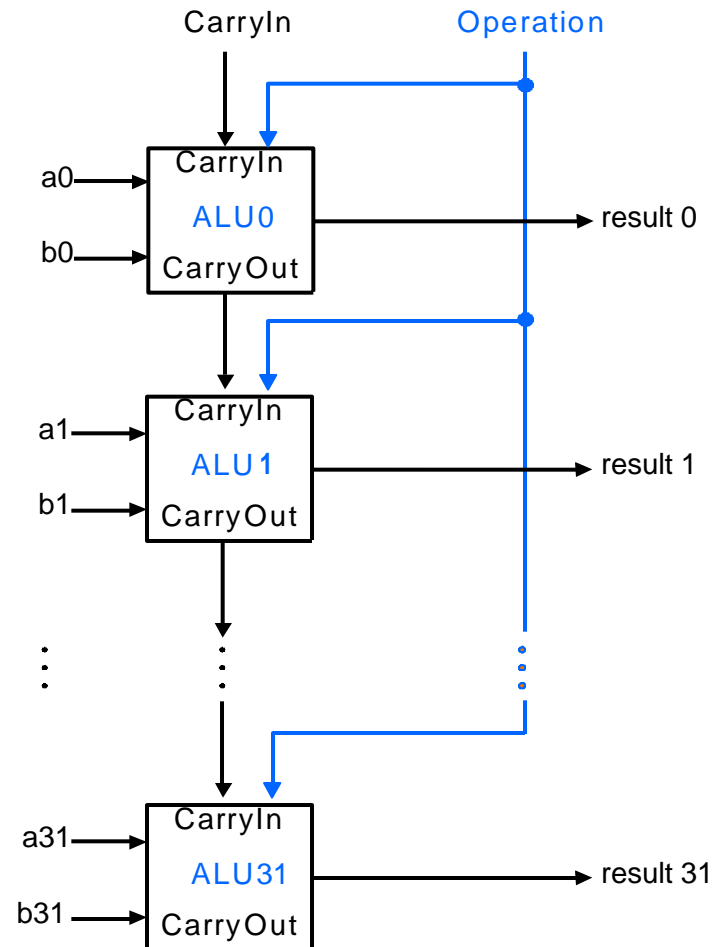 CarryIn Operation
CarryIn
a0
ALU0
result 0
b0
CarryOut
CarryIn
a1
ALU1
result 1
b1
CarryOut
CarryIn
a31
ALU31
result 31
b31
CarryOut